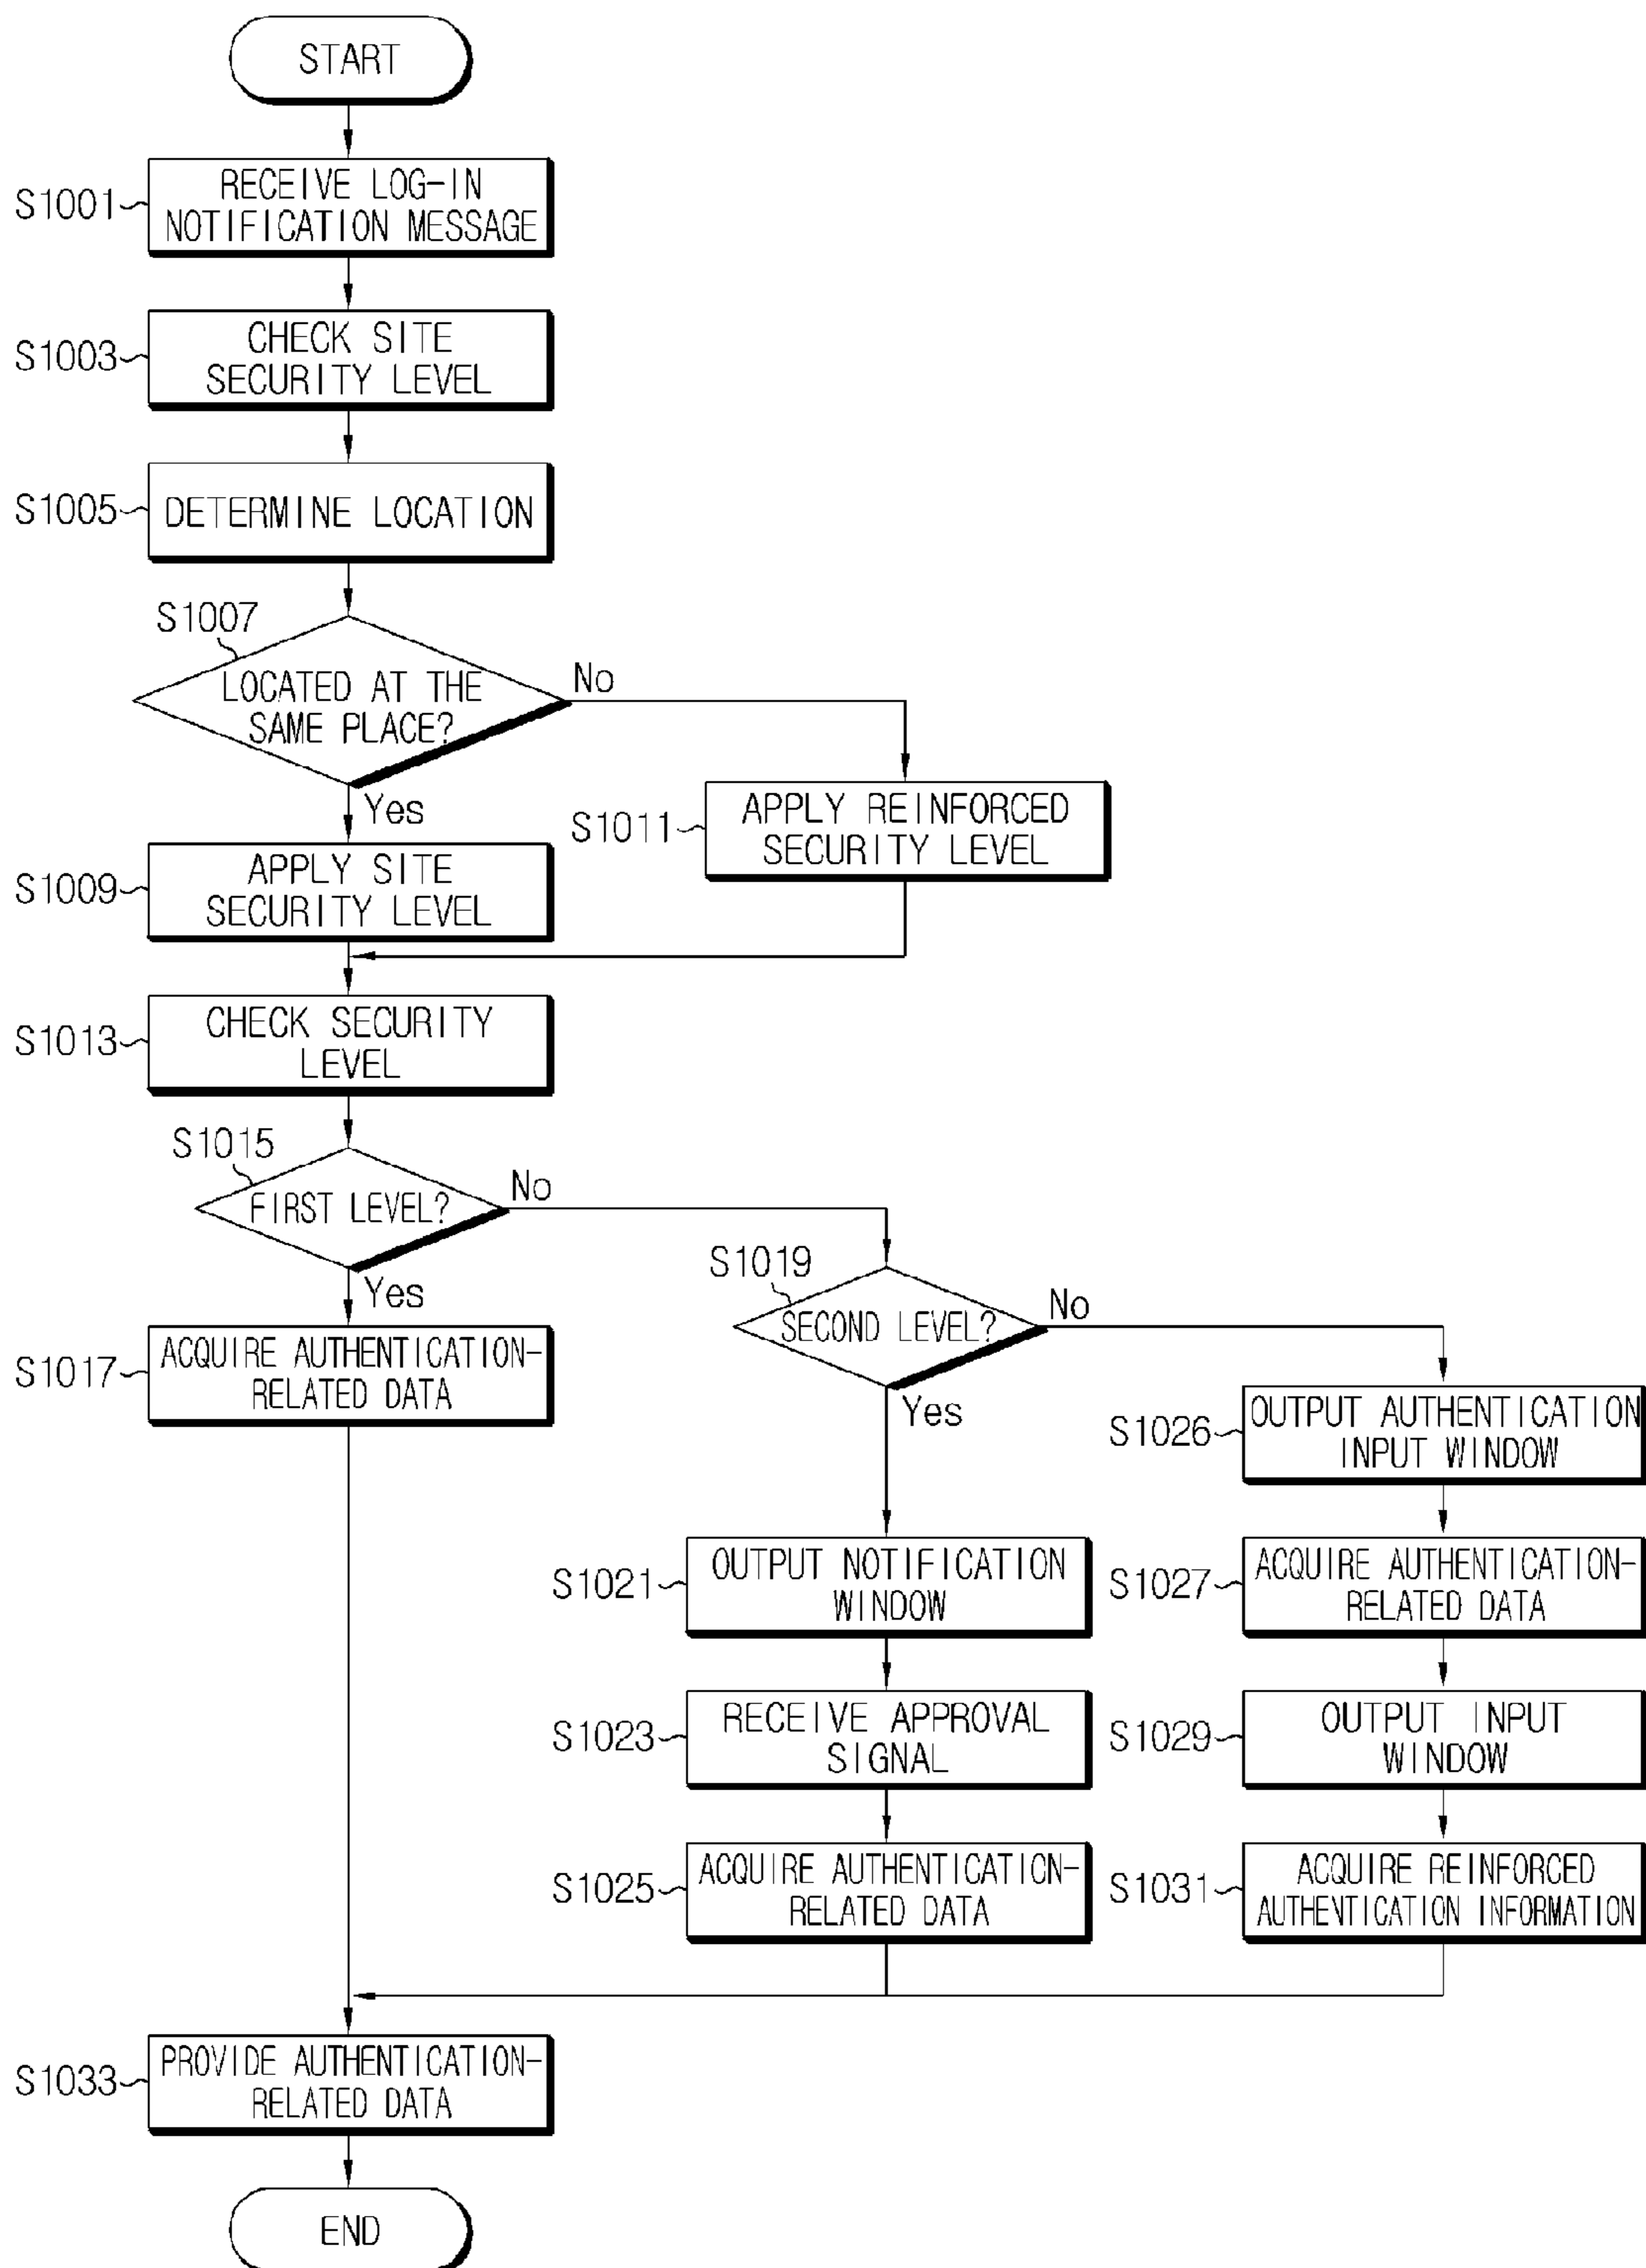 START
S1001
RECEIVE LOG-IN
NOTIFICATION MESSAGE
S1003
CHECK SITE
SECURITY LEVEL
S1005
DETERMINE LOCATION
S1007
LOCATED AT THE
SAME PLACE?
No
Yes
S1011
APPLY REINFORCED
SECURITY LEVEL
S1009
APPLY SITE
SECURITY LEVEL
S1013
CHECK SECURITY
LEVEL
S1015
FIRST LEVEL?
No
Yes
S1017
ACQUIRE AUTHENTICATION-
RELATED DATA
S1019
SECOND LEVEL?
No
Yes
S1021
OUTPUT NOTIFICATION
WINDOW
S1023
RECEIVE APPROVAL
SIGNAL
S1025
ACQUIRE AUTHENTICATION-
RELATED DATA
S1026
OUTPUT AUTHENTICATION
INPUT WINDOW
S1027
ACQUIRE AUTHENTICATION-
RELATED DATA
S1029
OUTPUT INPUT
WINDOW
S1031
ACQUIRE REINFORCED
AUTHENTICATION INFORMATION
S1033
PROVIDE AUTHENTICATION-
RELATED DATA
END